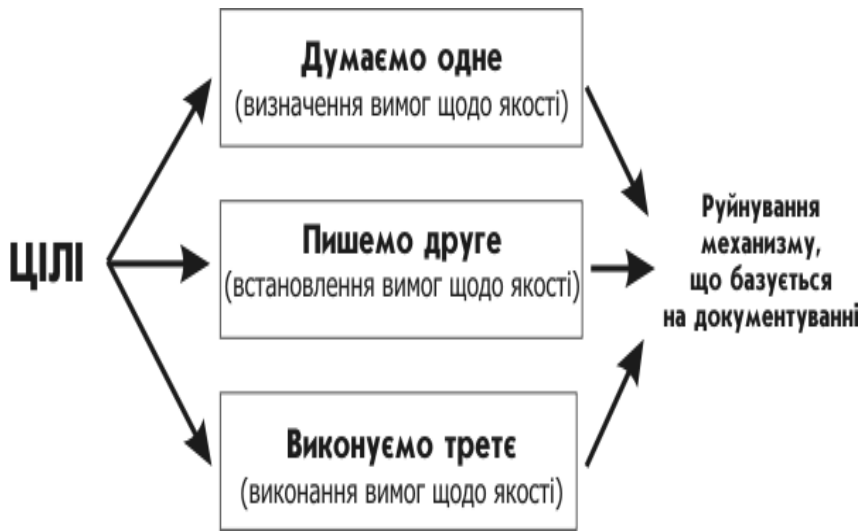 ЦІЛІ
Думаємо одне
(визначення вимог щодо якості)
Пишемо друге
(встановлення вимог щодо якості)
Виконуємо третє
(виконання вимог щодо якості)
Руйнування
механізму,
що базується
на документуванні